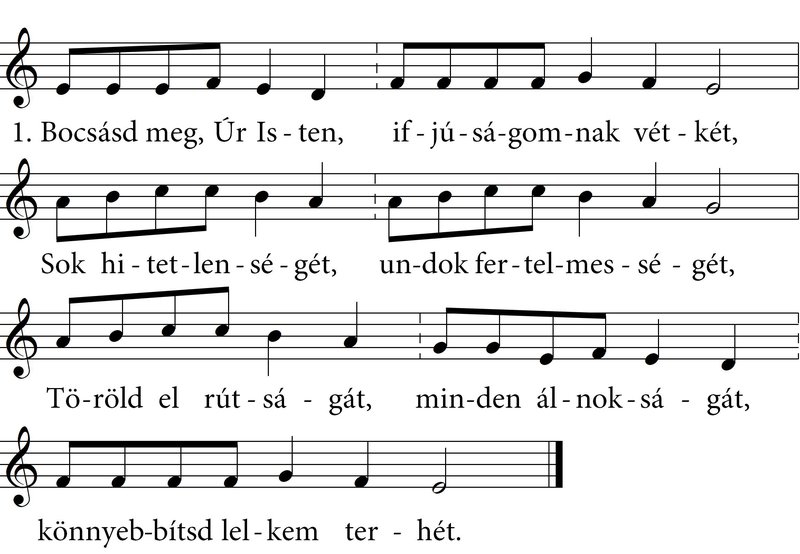 1. Bocsásd meg, Úr Is - ten, if - jú - sá - gom - nak vét - két,
Sok hi - tet - len - sé - gét, un - dok fer - tel - mes - sé - gét,
Tö - röld el rút - sá - gát, min - den ál - nok - sá - gát,
könnyeb - bítsd lel - kem ter - hét.